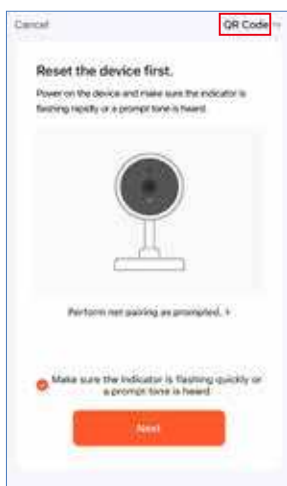 Cancel
QR Code
Reset the device first.
Power on the device and make sure the indicator is
flashing rapidly or a prompt tone is heard.
Perform net pairing as prompted. >
Make sure the indicator is flashing quickly or
a prompt tone is heard
Next